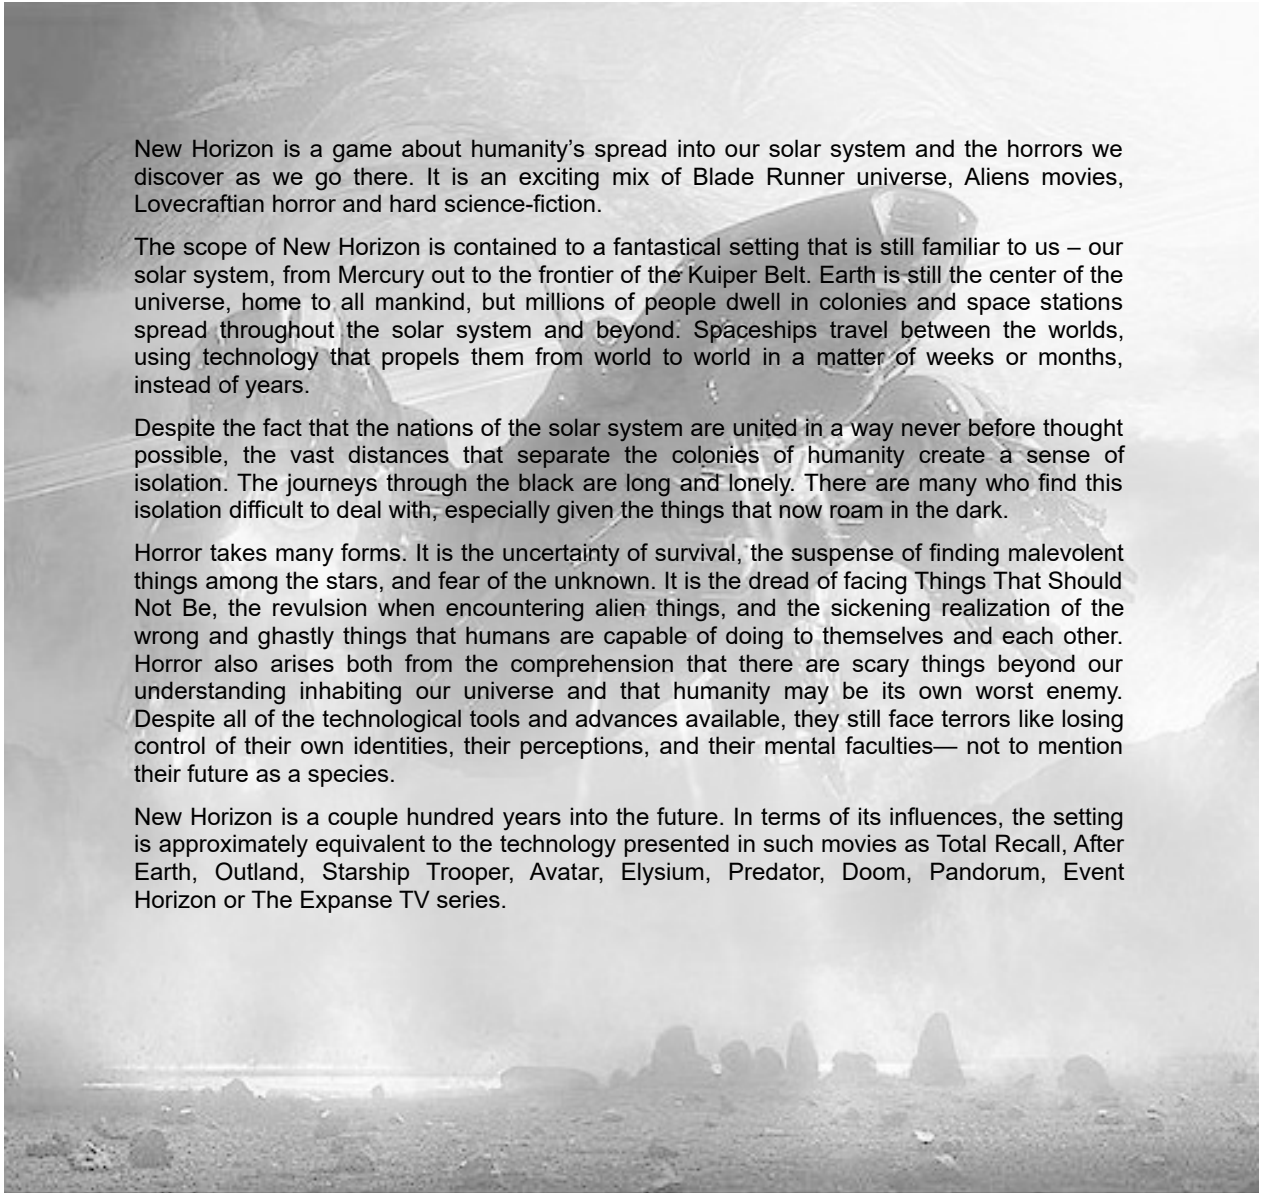 New Horizon is a game about humanity’s spread into our solar system and the horrors we
discover as we go there. It is an exciting mix of Blade Runner universe, Aliens movies,
Lovecraftian horror and hard science-fiction.
The scope of New Horizon is contained to a fantastical setting that is still familiar to us – our
solar system, from Mercury out to the frontier of the Kuiper Belt. Earth is still the center of the
universe, home to all mankind, but millions of people dwell in colonies and space stations
spread throughout the solar system and beyond. Spaceships travel between the worlds,
using technology that propels them from world to world in a matter of weeks or months,
instead of years.
Despite the fact that the nations of the solar system are united in a way never before thought
possible, the vast distances that separate the colonies of humanity create a sense of
isolation. The journeys through the black are long and lonely. There are many who find this
isolation difficult to deal with, especially given the things that now roam in the dark.
Horror takes many forms. It is the uncertainty of survival, the suspense of finding malevolent
things among the stars, and fear of the unknown. It is the dread of facing Things That Should
Not Be, the revulsion when encountering alien things, and the sickening realization of the
wrong and ghastly things that humans are capable of doing to themselves and each other.
Horror also arises both from the comprehension that there are scary things beyond our
understanding inhabiting our universe and that humanity may be its own worst enemy.
Despite all of the technological tools and advances available, they still face terrors like losing
control of their own identities, their perceptions, and their mental faculties— not to mention
their future as a species.
New Horizon is a couple hundred years into the future. In terms of its influences, the setting
is approximately equivalent to the technology presented in such movies as Total Recall, After
Earth, Outland, Starship Trooper, Avatar, Elysium, Predator, Doom, Pandorum, Event
Horizon or The Expanse TV series.